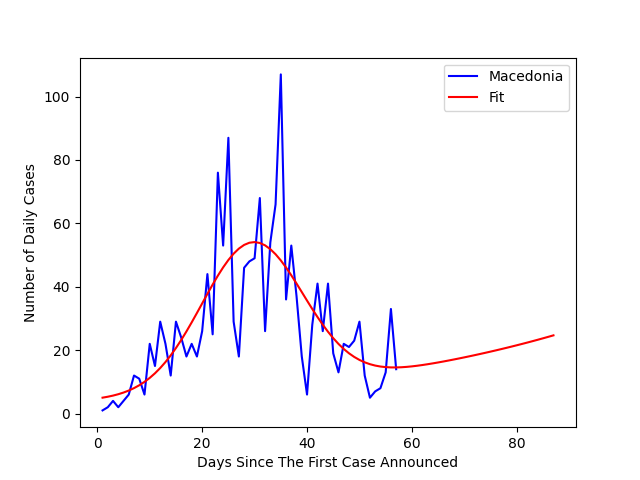 Macedonia
Fit
100
80
60
40
20
0
Number of Daily Cases
0 20 40 60 80
Days Since The First Case Announced